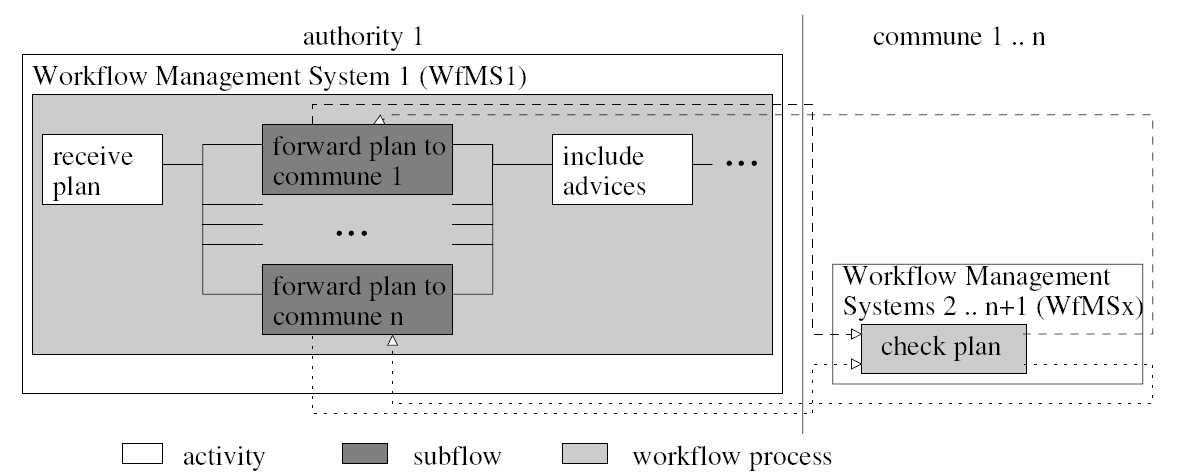 authority 1
commune 1 .. n
Workflow Management System 1 (WfMS1)
receive
plan
forward plan to
commune 1
include
advices
...
...
forward plan to
commune n
Workflow Management
Systems 2 .. n+1 (WfMSx)
check plan
activity
subflow
workflow process